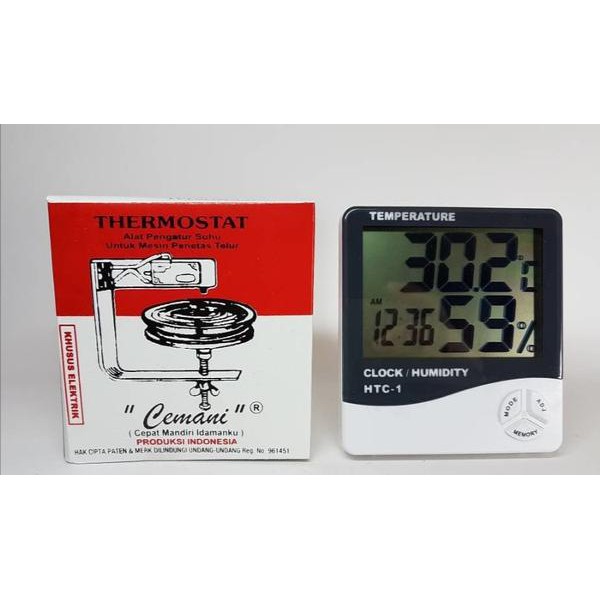 THERMOSTAT
Alat Pengatur Suhu
Untuk Mesin Penetas Telur
KHUSUS ELEKTRIK
" Cemani " ®
( Cepat Mandiri Idamanku )
PRODUKSI INDONESIA
HAK CIPTA PATEN & MERK DILINDUNGI UNDANG-UNDANG Reg. No. 961451
TEMPERATURE
30.2°C
AM
12:36 59%
CLOCK / HUMIDITY
HTC-1
MODE
ADJ
MEMORY